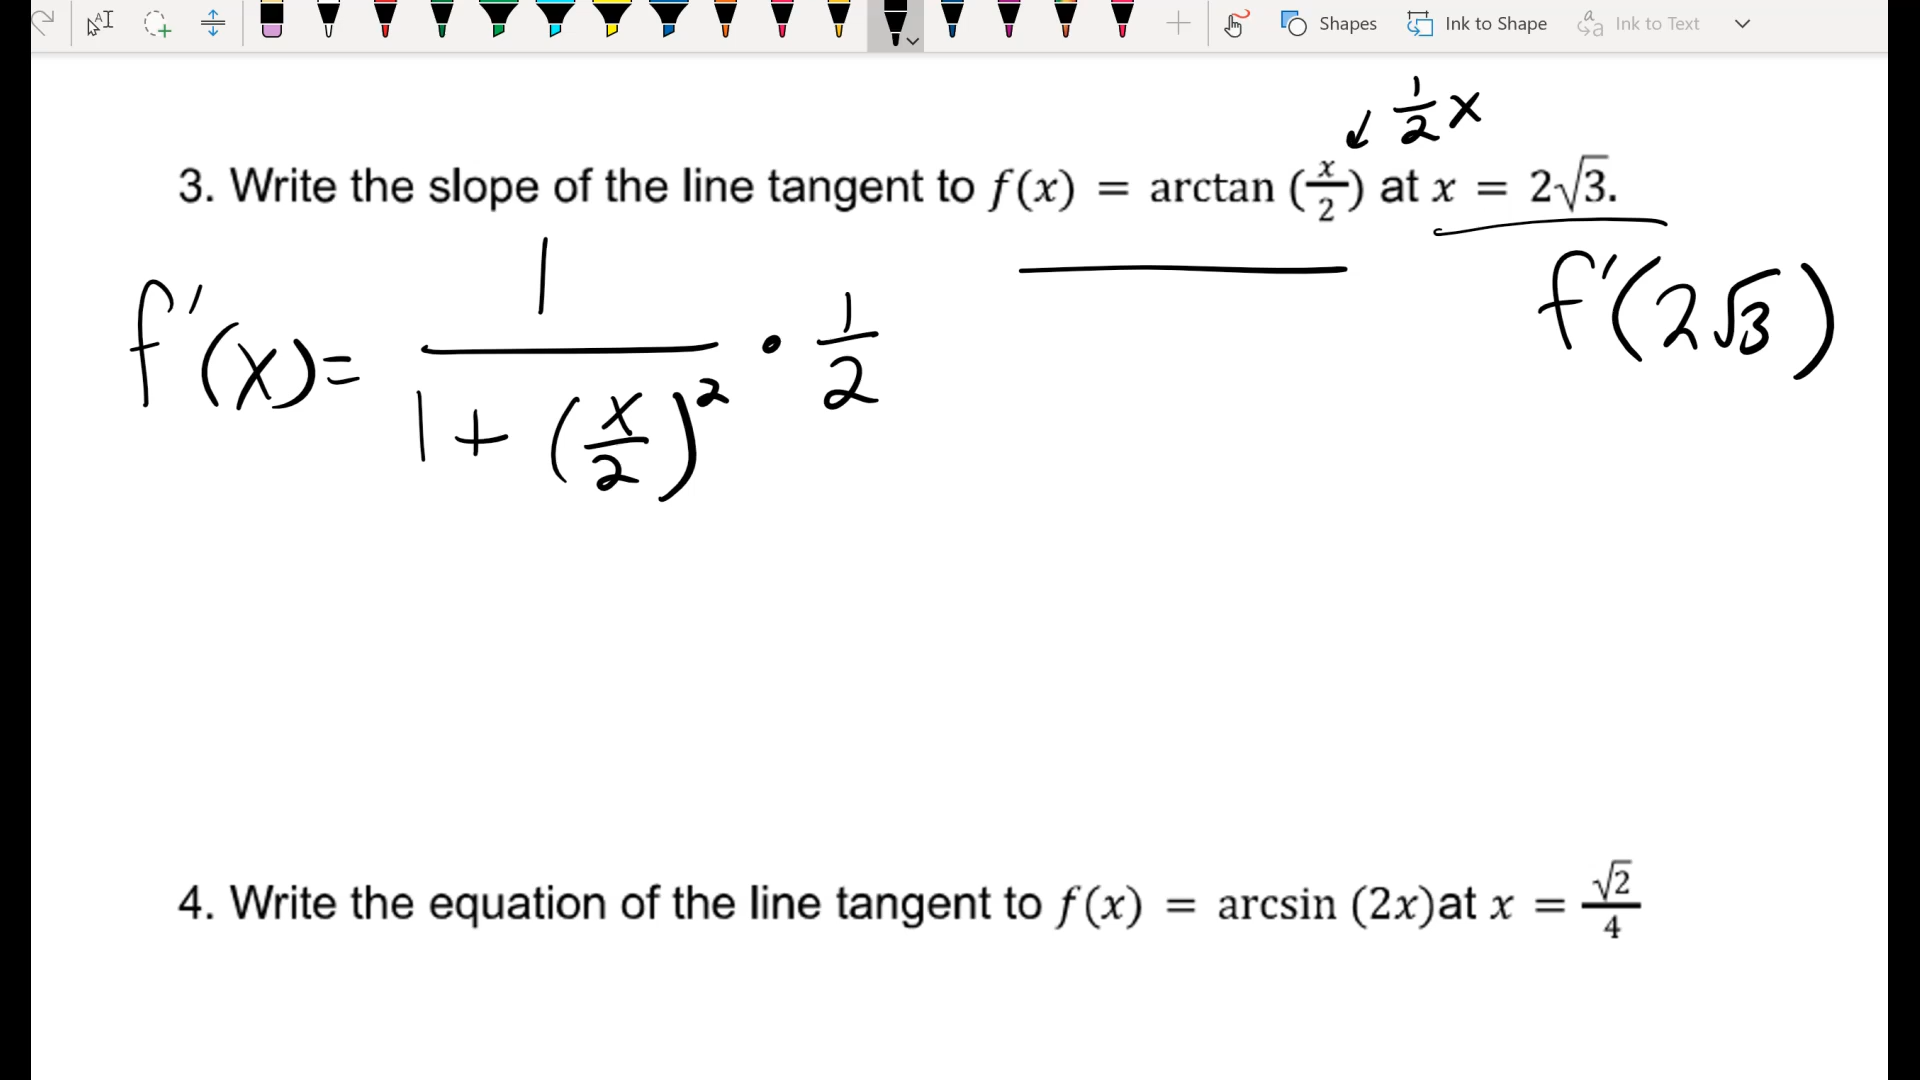 Shapes Ink to Shape Ink to Text
↙ 1/2 x
3. Write the slope of the line tangent to f(x) = arctan (x/2) at x = 2√3.
f'(x) = 1/(1 + (x/2)²) • 1/2
f'(2√3)
4. Write the equation of the line tangent to f(x) = arcsin (2x)at x = √2/4